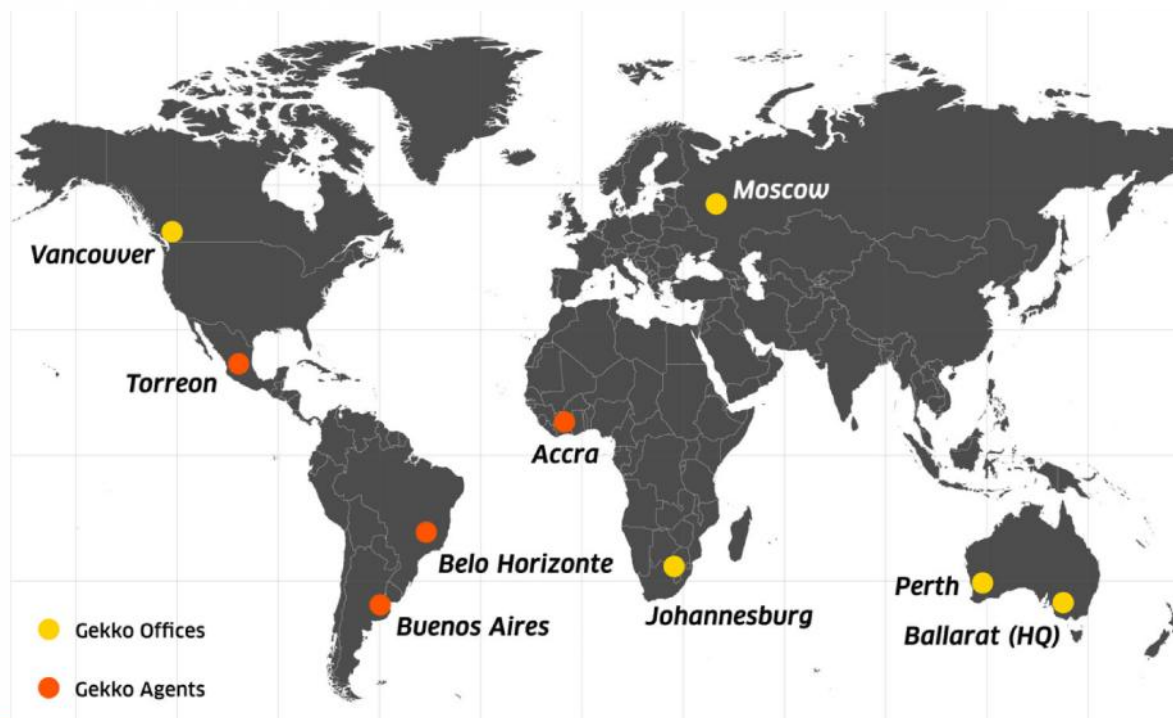 Moscow
Vancouver
Torreon
Accra
Belo Horizonte
Perth
Johannesburg
Buenos Aires
Ballarat (HQ)
Gekko Offices
Gekko Agents